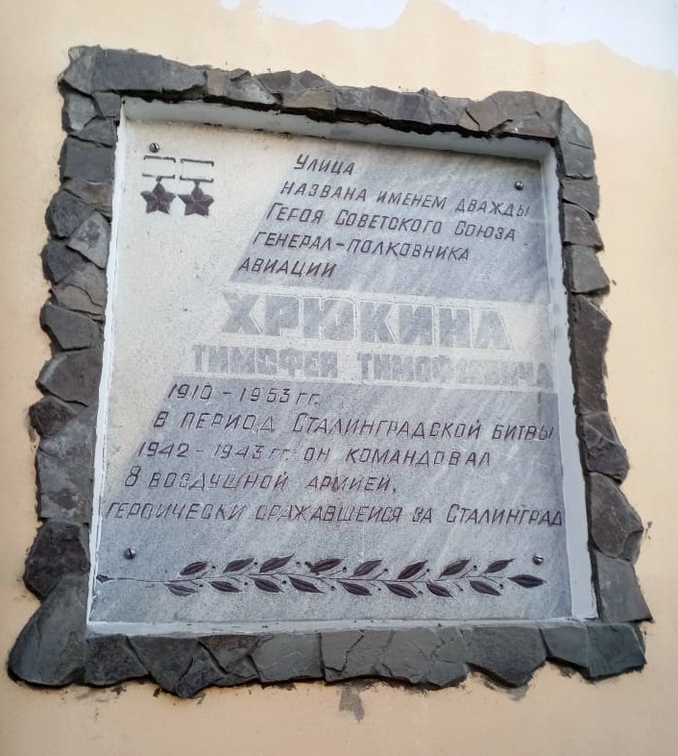 Улица
названа именем дважды
Героя Советского Союза
генерал-полковника
авиации
ХРЮКИНА
ТИМОФЕЯ ТИМОФЕЕВИЧА
1910 - 1953 гг.
В период Сталинградской битвы
1942 - 1943 гг. он командовал
8 воздушной армией,
героически сражавшейся за Сталинград